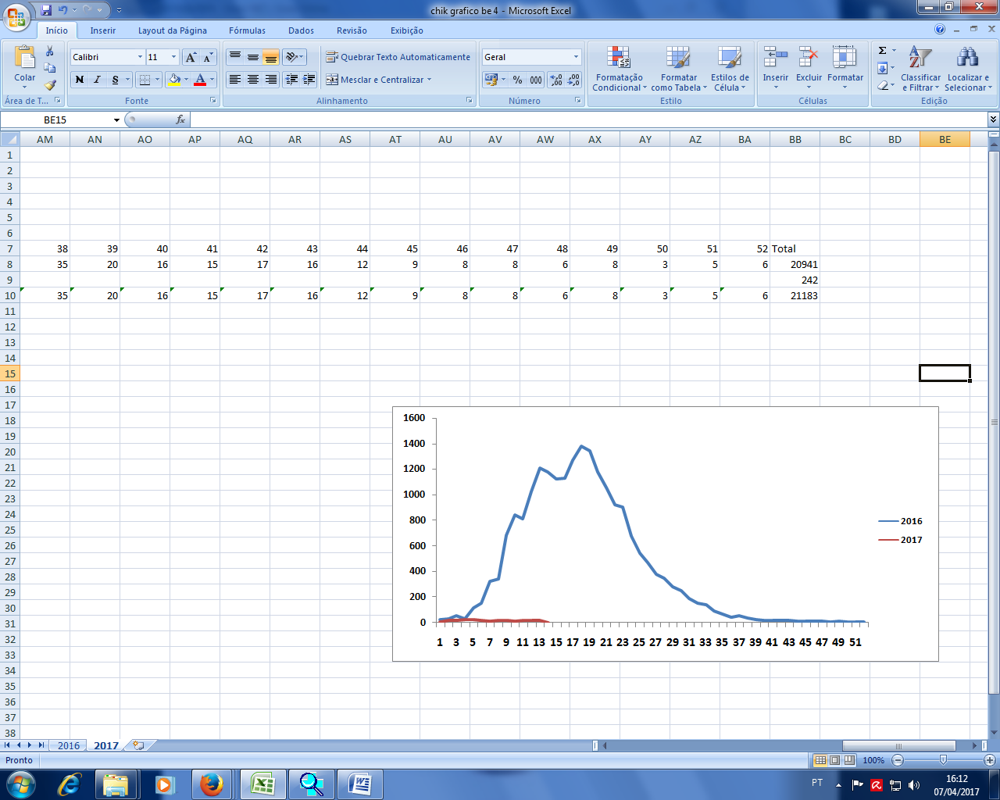 chik grafico be 4 - Microsoft Excel
Início Inserir Layout da Página Fórmulas Dados Revisão Exibição
Colar
Calibri 11 A A
N I S A
Quebrar Texto Automaticamente
Mesclar e Centralizar
Geral
% 000
Formatação Condicional
Formatar como Tabela
Estilos de Célula
Inserir Excluir Formatar
Σ
Classificar e Filtrar
Localizar e Selecionar
Área de T... Fonte Alinhamento Número Estilo Células Edição
BE15 fx
AM AN AO AP AQ AR AS AT AU AV AW AX AY AZ BA BB BC BD BE
1
2
3
4
5
6
7 38 39 40 41 42 43 44 45 46 47 48 49 50 51 52 Total
8 35 20 16 15 17 16 12 9 8 8 6 8 3 5 6 20941
9 242
10 35 20 16 15 17 16 12 9 8 8 6 8 3 5 6 21183
11
12
13
14
15
16
17
18
19
20
21
22
23
24
25
26
27
28
29
30
31
32
33
34
35
36
37
38
1600
1400
1200
1000
800
600
400
200
0
1 3 5 7 9 11 13 15 17 19 21 23 25 27 29 31 33 35 37 39 41 43 45 47 49 51
2016
2017
2016 2017
Pronto 100%
PT 16:12
07/04/2017